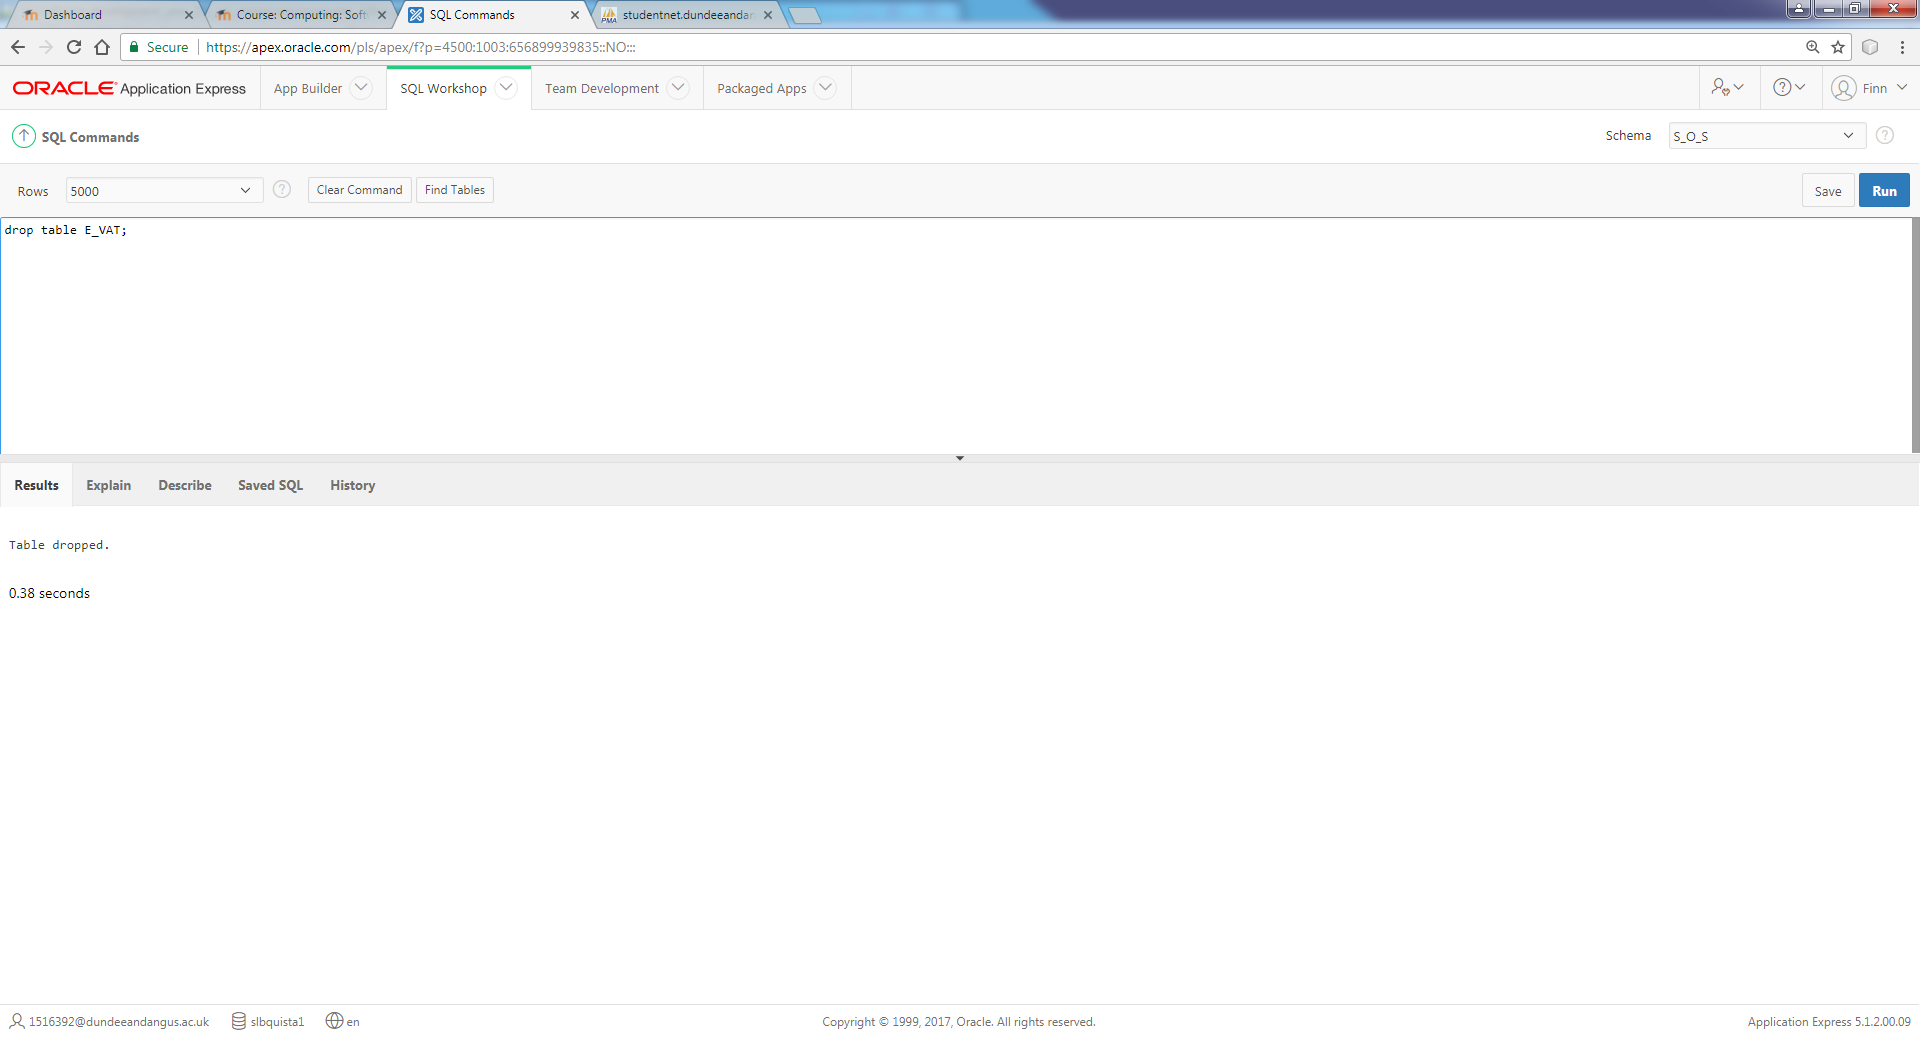 Dashboard
Course: Computing: Soft
SQL Commands
PMA
studentnet.dundeeandar
Secure
https://apex.oracle.com/pls/apex/f?p=4500:1003:656899939835::NO:::
ORACLE Application Express
App Builder
SQL Workshop
Team Development
Packaged Apps
Finn
SQL Commands
Schema
S_O_S
Rows
5000
Clear Command
Find Tables
Save
Run
drop table E_VAT;
Results
Explain
Describe
Saved SQL
History
Table dropped.
0.38 seconds
1516392@dundeeandangus.ac.uk
slbquista1
en
Copyright © 1999, 2017, Oracle. All rights reserved.
Application Express 5.1.2.00.09